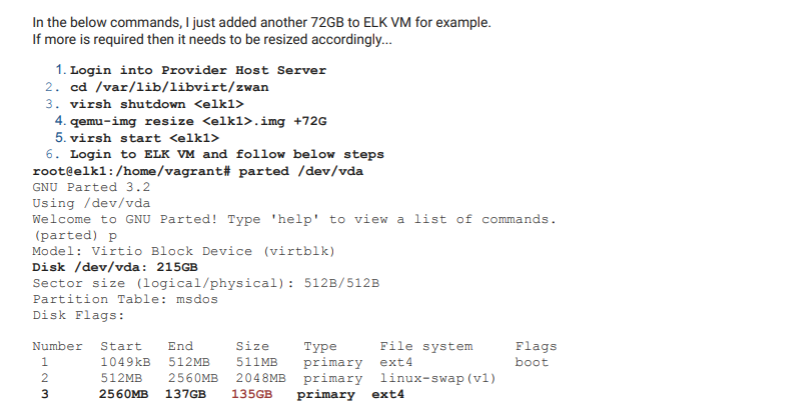 In the below commands, I just added another 72GB to ELK VM for example.
If more is required then it needs to be resized accordingly...
1. Login into Provider Host Server
2. cd /var/lib/libvirt/zwan
3. virsh shutdown <elk1>
4. qemu-img resize <elk1>.img +72G
5. virsh start <elk1>
6. Login to ELK VM and follow below steps
root@elk1:/home/vagrant# parted /dev/vda
GNU Parted 3.2
Using /dev/vda
Welcome to GNU Parted! Type 'help' to view a list of commands.
(parted) p
Model: Virtio Block Device (virtblk)
Disk /dev/vda: 215GB
Sector size (logical/physical): 512B/512B
Partition Table: msdos
Disk Flags:
Number Start End Size Type File system Flags
1 1049kB 512MB 511MB primary ext4 boot
2 512MB 2560MB 2048MB primary linux-swap(v1)
3 2560MB 137GB 135GB primary ext4